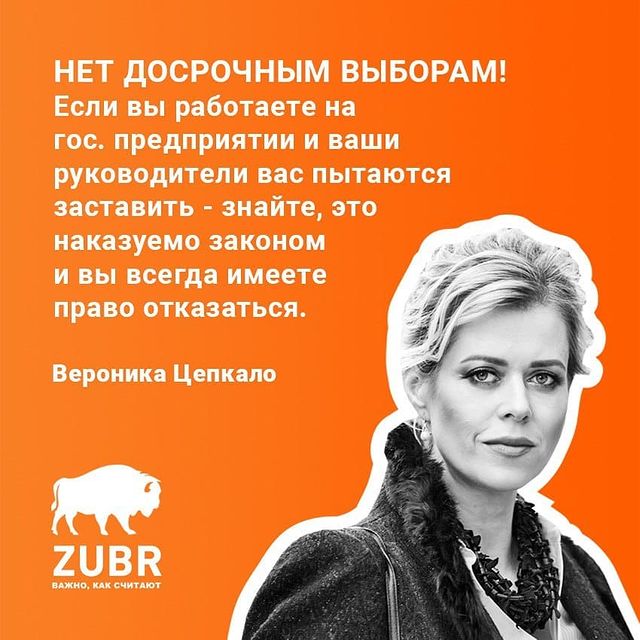 НЕТ ДОСРОЧНЫМ ВЫБОРАМ!
Если вы работаете на
гос. предприятии и ваши
руководители вас пытаются
заставить - знайте, это
наказуемо законом
и вы всегда имеете
право отказаться.
Вероника Цепкало
ZUBR
ВАЖНО, КАК СЧИТАЮТ